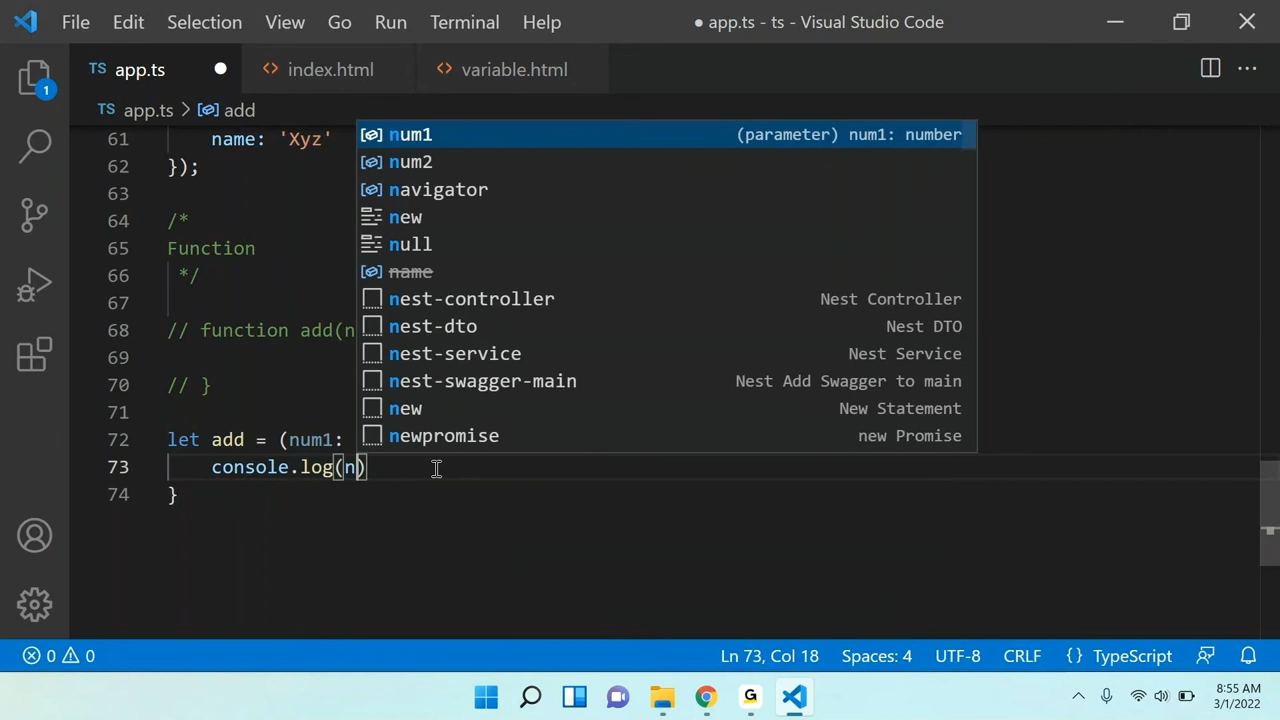 File Edit Selection View Go Run Terminal Help ● app.ts - ts - Visual Studio Code
TS app.ts ● <> index.html <> variable.html ...
1
TS app.ts > add
61 name: 'Xyz'
62 });
63
64 /*
65 Function
66 */
67
68 // function add(n
69
70 // }
71
72 let add = (num1:
73 console.log(n)
74 }
num1 (parameter) num1: number
num2
navigator
new
null
name
nest-controller Nest Controller
nest-dto Nest DTO
nest-service Nest Service
nest-swagger-main Nest Add Swagger to main
new New Statement
newpromise new Promise
0 0 Ln 73, Col 18 Spaces: 4 UTF-8 CRLF {} TypeScript
G
8:55 AM
3/1/2022